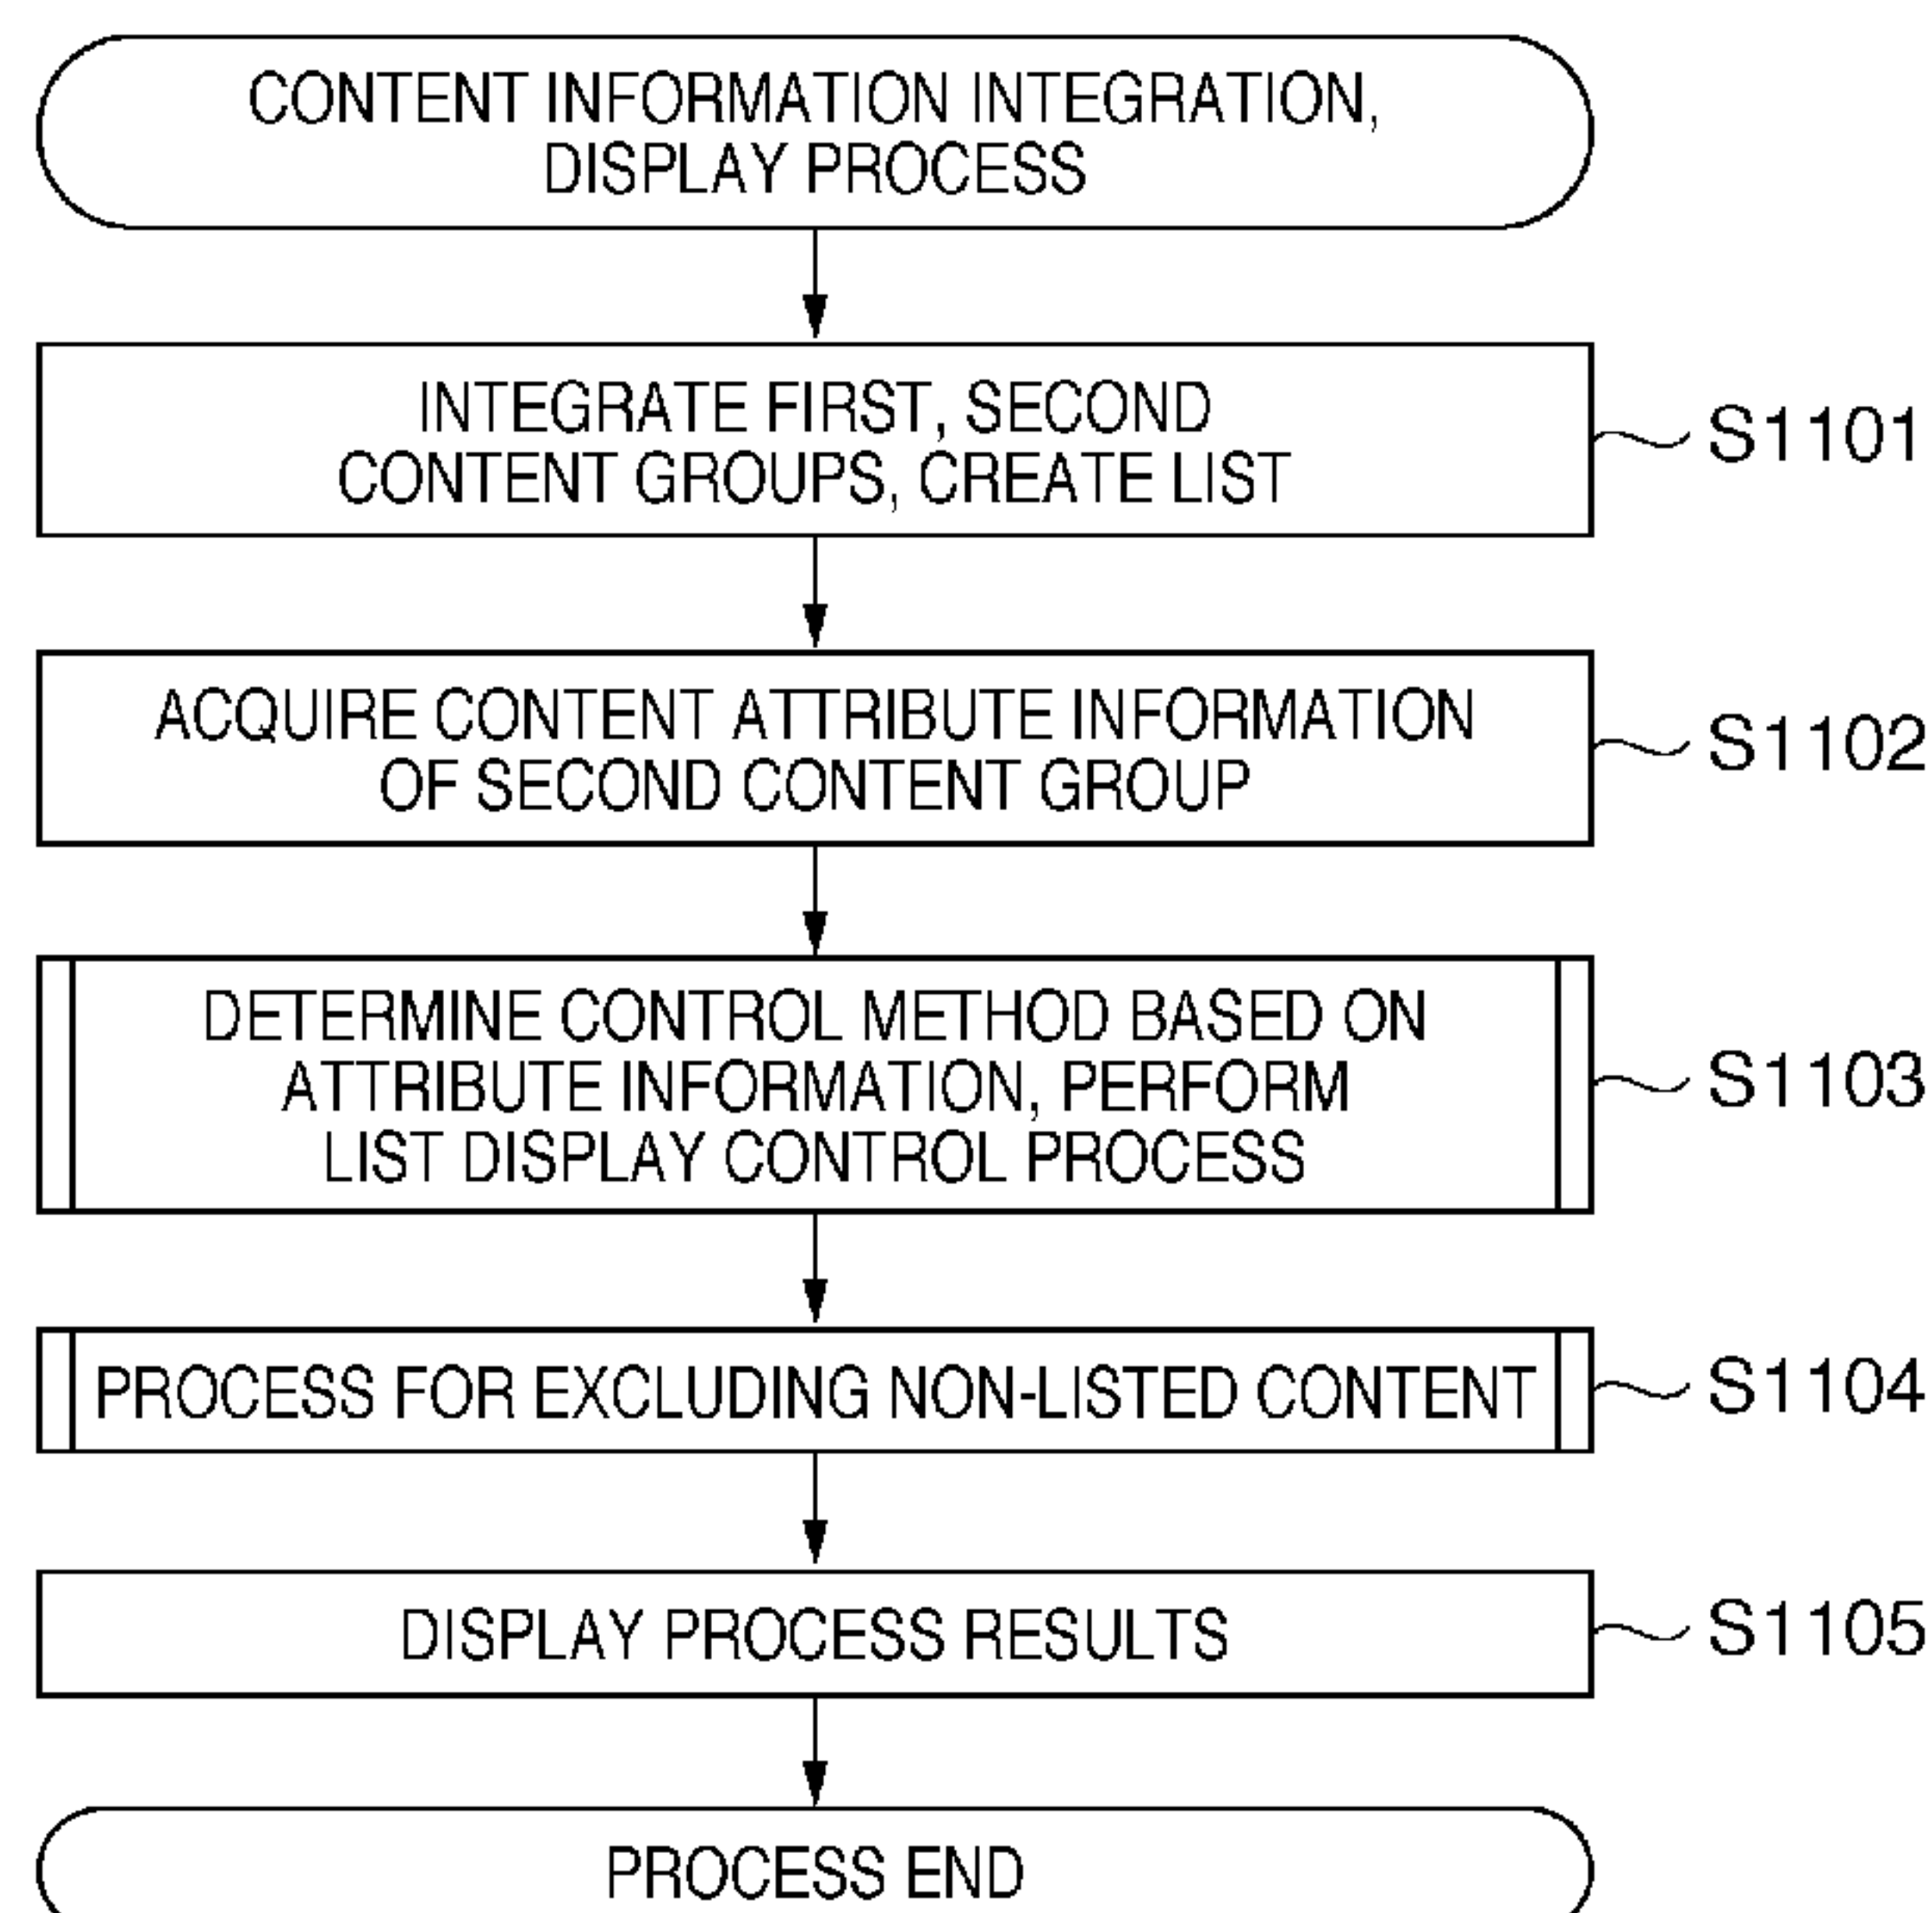 CONTENT INFORMATION INTEGRATION,
DISPLAY PROCESS
INTEGRATE FIRST, SECOND
CONTENT GROUPS, CREATE LIST
S1101
ACQUIRE CONTENT ATTRIBUTE INFORMATION
OF SECOND CONTENT GROUP
S1102
DETERMINE CONTROL METHOD BASED ON
ATTRIBUTE INFORMATION, PERFORM
LIST DISPLAY CONTROL PROCESS
S1103
PROCESS FOR EXCLUDING NON-LISTED CONTENT
S1104
DISPLAY PROCESS RESULTS
S1105
PROCESS END